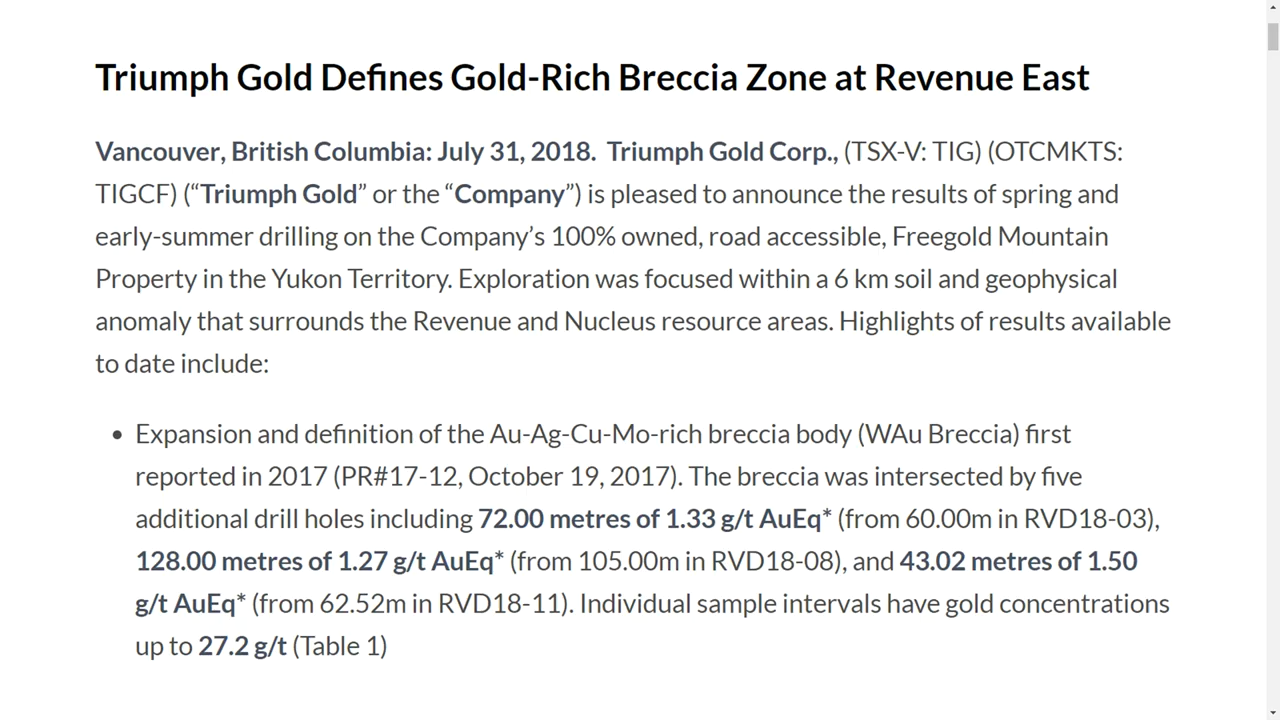 Triumph Gold Defines Gold-Rich Breccia Zone at Revenue East
Vancouver, British Columbia: July 31, 2018. Triumph Gold Corp., (TSX-V: TIG) (OTCMKTS:
TIGCF) (“Triumph Gold” or the “Company”) is pleased to announce the results of spring and
early-summer drilling on the Company’s 100% owned, road accessible, Freegold Mountain
Property in the Yukon Territory. Exploration was focused within a 6 km soil and geophysical
anomaly that surrounds the Revenue and Nucleus resource areas. Highlights of results available
to date include:
• Expansion and definition of the Au-Ag-Cu-Mo-rich breccia body (WAu Breccia) first
reported in 2017 (PR#17-12, October 19, 2017). The breccia was intersected by five
additional drill holes including 72.00 metres of 1.33 g/t AuEq* (from 60.00m in RVD18-03),
128.00 metres of 1.27 g/t AuEq* (from 105.00m in RVD18-08), and 43.02 metres of 1.50
g/t AuEq* (from 62.52m in RVD18-11). Individual sample intervals have gold concentrations
up to 27.2 g/t (Table 1)